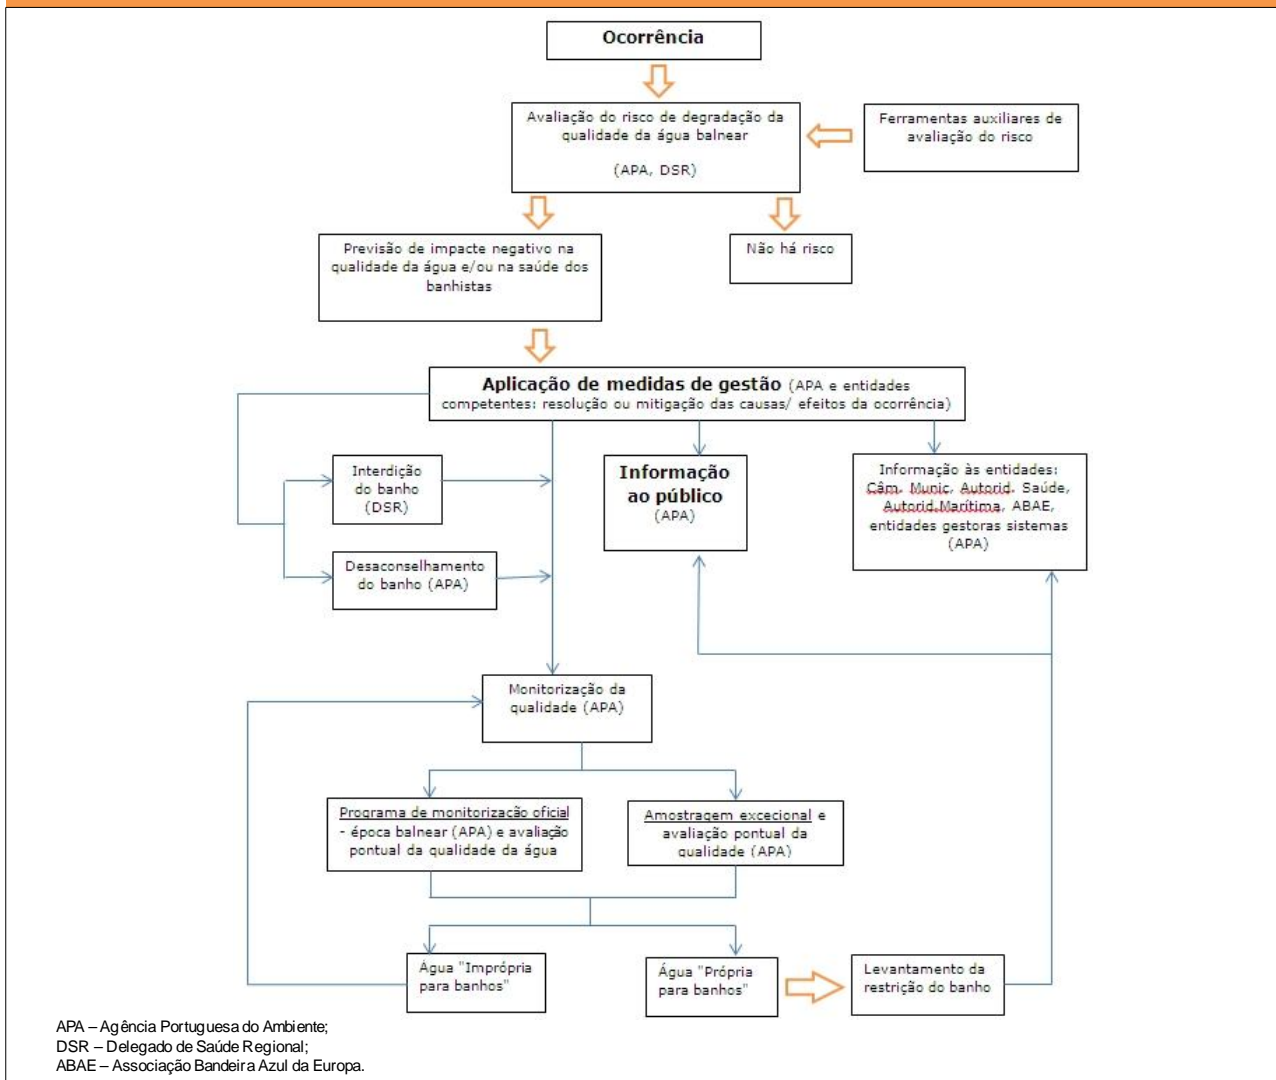 Ocorrência
Avaliação do risco de degradação da
qualidade da água balnear
(APA, DSR)
Ferramentas auxiliares de
avaliação do risco
Previsão de impacte negativo na
qualidade da água e/ou na saúde dos
banhistas
Não há risco
Aplicação de medidas de gestão (APA e entidades
competentes: resolução ou mitigação das causas/ efeitos da ocorrência)
Interdição
do banho
(DSR)
Desaconselhamento
do banho (APA)
Informação
ao público
(APA)
Informação às entidades:
Câm. Munic, Autorid. Saúde,
Autorid.Marítima, ABAE,
entidades gestoras sistemas
(APA)
Monitorização da
qualidade (APA)
Programa de monitorização oficial
- época balnear (APA) e avaliação
pontual da qualidade da água
Amostragem excecional e
avaliação pontual da
qualidade (APA)
Água "Imprópria
para banhos"
Água "Própria
para banhos"
Levantamento da
restrição do banho
APA – Agência Portuguesa do Ambiente;
DSR – Delegado de Saúde Regional;
ABAE – Associação Bandeira Azul da Europa.